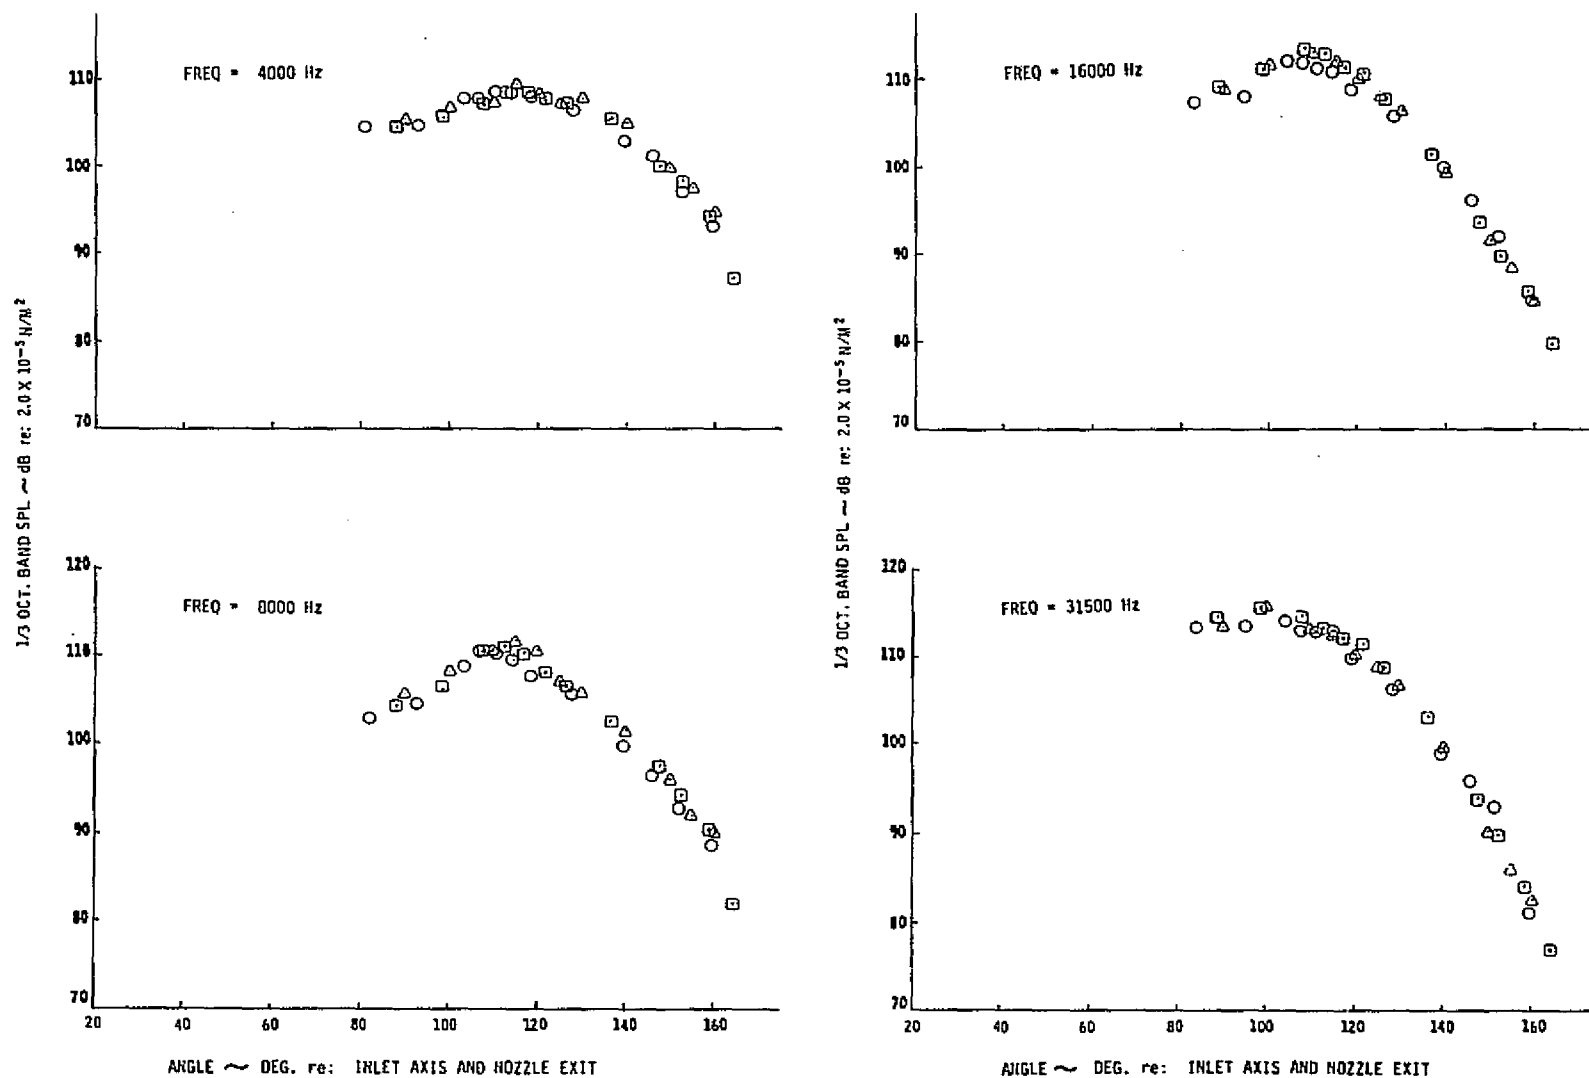 FREQ = 4000 Hz
110
100
90
80
70
FREQ = 16000 Hz
110
100
90
80
70
1/3 OCT. BAND SPL ~ dB re: 2.0 X 10⁻⁵ N/M²
1/3 OCT. BAND SPL ~ dB re: 2.0 X 10⁻⁵ N/M²
FREQ = 8000 Hz
120
110
100
90
80
70
20 40 60 80 100 120 140 160
ANGLE ~ DEG. re: INLET AXIS AND NOZZLE EXIT
FREQ = 31500 Hz
120
110
100
90
80
70
20 40 60 80 100 120 140 160
ANGLE ~ DEG. re: INLET AXIS AND NOZZLE EXIT